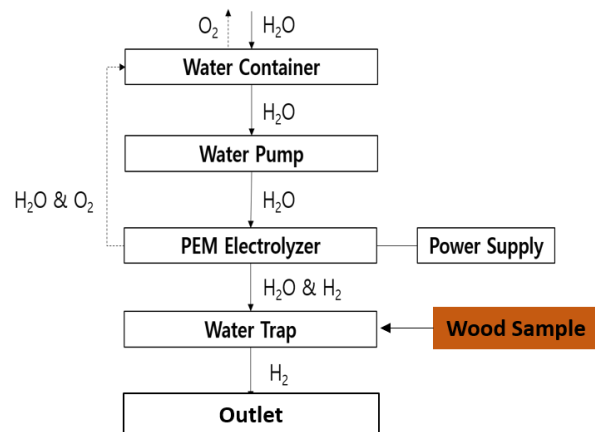 O₂
H₂O
Water Container
H₂O
Water Pump
H₂O & O₂
H₂O
PEM Electrolyzer
Power Supply
H₂O & H₂
Water Trap
Wood Sample
H₂
Outlet